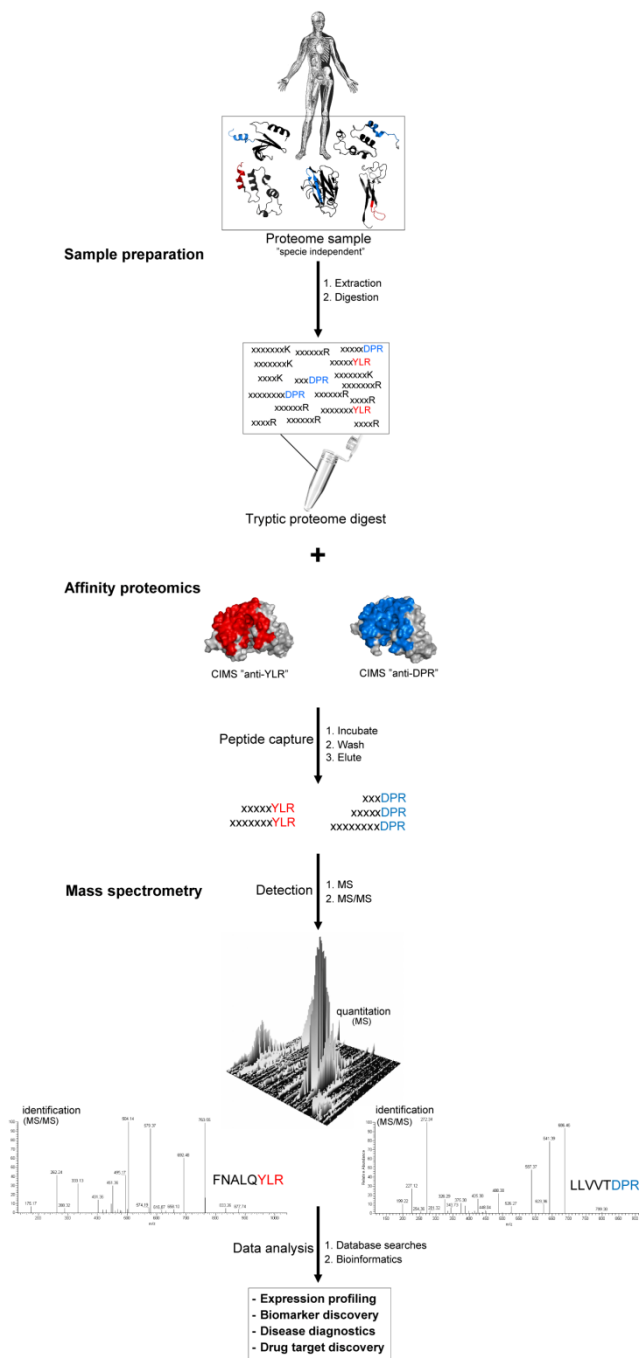 Proteome sample
"specie independent"
Sample preparation
1. Extraction
2. Digestion
xxxxxxxK
xxxxxxR
xxxxxDPR
xxxxxYLR
xxxxxxxK
xxxxK
xxxDPR
xxxxxxxK
xxxxxxxR
xxxxxxxxDPR
xxxxxxR
xxxxR
xxxxxxR
xxxxxxxYLR
xxxxR
xxxxxxR
xxxxR
Tryptic proteome digest
+
Affinity proteomics
CIMS "anti-YLR"
CIMS "anti-DPR"
Peptide capture
1. Incubate
2. Wash
3. Elute
xxxxxYLR
xxxxxxxYLR
xxxDPR
xxxxxDPR
xxxxxxxxDPR
Mass spectrometry
Detection
1. MS
2. MS/MS
quantitation
(MS)
identification
(MS/MS)
FNALQYLR
identification
(MS/MS)
LLVVTDPR
Data analysis
1. Database searches
2. Bioinformatics
- Expression profiling
- Biomarker discovery
- Disease diagnostics
- Drug target discovery